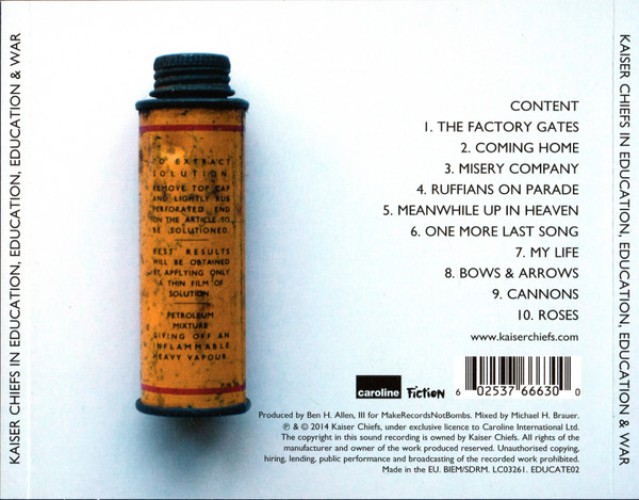 KAISER CHIEFS IN EDUCATION, EDUCATION, EDUCATION & WAR
TO EXTRACT
SOLUTION
REMOVE TOP CAP
AND LIGHTLY RUB
PERFORATED END
ON THE ARTICLE TO
BE SOLUTIONED
BEST RESULTS
WILL BE OBTAINED
BY APPLYING ONLY
A THIN FILM OF
SOLUTION
PETROLEUM
MIXTURE
GIVING OFF AN
INFLAMMABLE
HEAVY VAPOUR
CONTENT
1. THE FACTORY GATES
2. COMING HOME
3. MISERY COMPANY
4. RUFFIANS ON PARADE
5. MEANWHILE UP IN HEAVEN
6. ONE MORE LAST SONG
7. MY LIFE
8. BOWS & ARROWS
9. CANNONS
10. ROSES
www.kaiserchiefs.com
caroline
Fiction
6 02537 66630 0
Produced by Ben H. Allen, III for MakeRecordsNotBombs. Mixed by Michael H. Brauer.
℗ & © 2014 Kaiser Chiefs, under exclusive licence to Caroline International Ltd.
The copyright in this sound recording is owned by Kaiser Chiefs. All rights of the
manufacturer and owner of the work produced reserved. Unauthorised copying,
hiring, lending, public performance and broadcasting of the recorded work prohibited.
Made in the EU. BIEM/SDRM. LC03261. EDUCATE02
KAISER CHIEFS IN EDUCATION, EDUCATION, EDUCATION & WAR